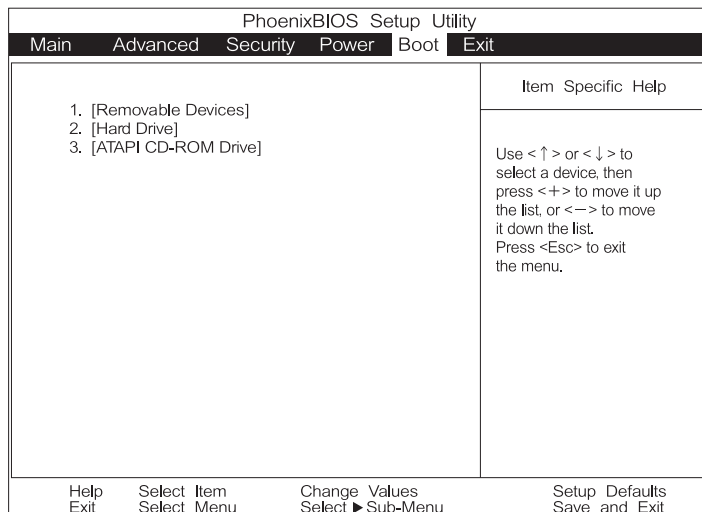 PhoenixBIOS Setup Utility
Main Advanced Security Power Boot Exit
1. [Removable Devices]
2. [Hard Drive]
3. [ATAPI CD-ROM Drive]
Item Specific Help
Use <↑> or <↓> to
select a device, then
press <+> to move it up
the list, or <—> to move
it down the list.
Press <Esc> to exit
the menu.
Help Select Item Change Values Setup Defaults
Exit Select Menu Select ▶ Sub-Menu Save and Exit